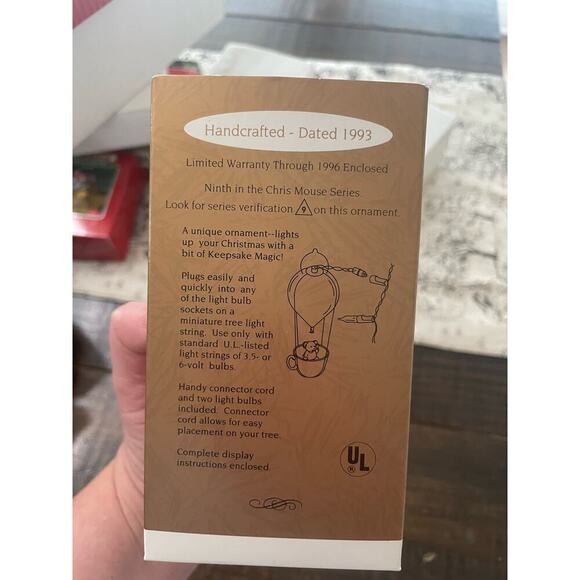 Handcrafted - Dated 1993
Limited Warranty Through 1996 Enclosed
Ninth in the Chris Mouse Series.
Look for series verification 9 on this ornament.
A unique ornament--lights
up your Christmas with a
bit of Keepsake Magic!
Plugs easily and
quickly into any
of the light bulb
sockets on a
miniature tree light
string. Use only with
standard U.L.-listed
light strings of 3.5- or
6-volt bulbs.
Handy connector cord
and two light bulbs
included. Connector
cord allows for easy
placement on your tree.
Complete display
instructions enclosed.
UL
®